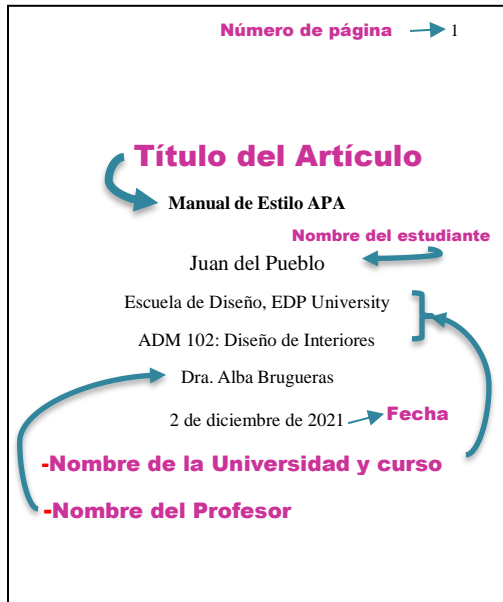 Número de página 1
Título del Artículo
Manual de Estilo APA
Nombre del estudiante
Juan del Pueblo
Escuela de Diseño, EDP University
ADM 102: Diseño de Interiores
Dra. Alba Brugueras
2 de diciembre de 2021 Fecha
-Nombre de la Universidad y curso
-Nombre del Profesor